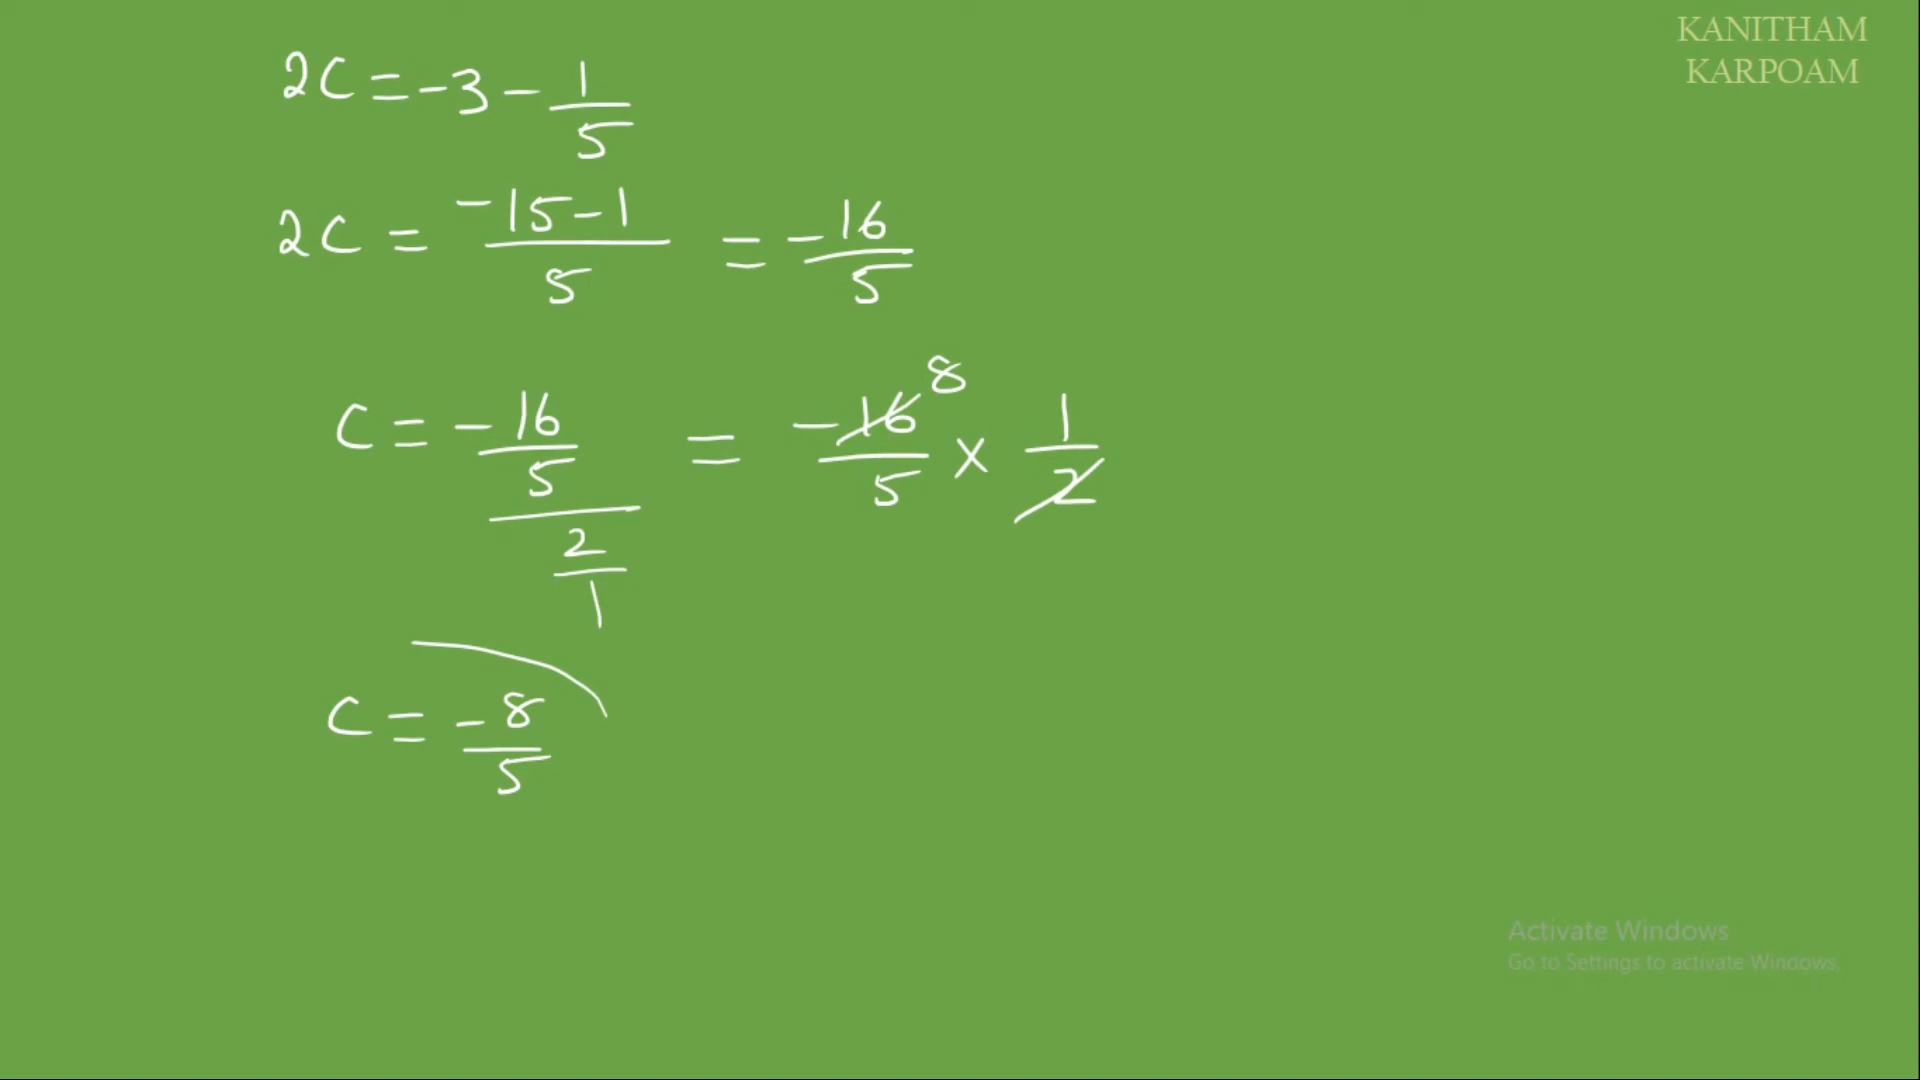 KANITHAM
KARPOAM
2C = -3 - 1/5
2C = (-15-1)/5 = -16/5
C = (-16/5)/(2/1) = -16/5 8 × 1/2
C = -8/5
Activate Windows
Go to Settings to activate Windows.